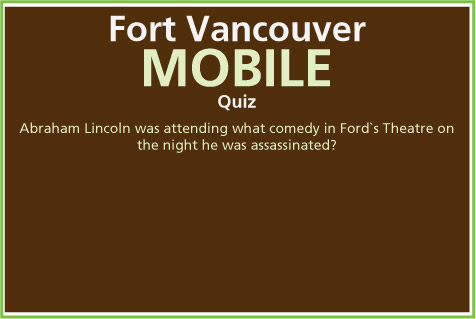 Fort Vancouver
MOBILE
Quiz
Abraham Lincoln was attending what comedy in Ford`s Theatre on
the night he was assassinated?